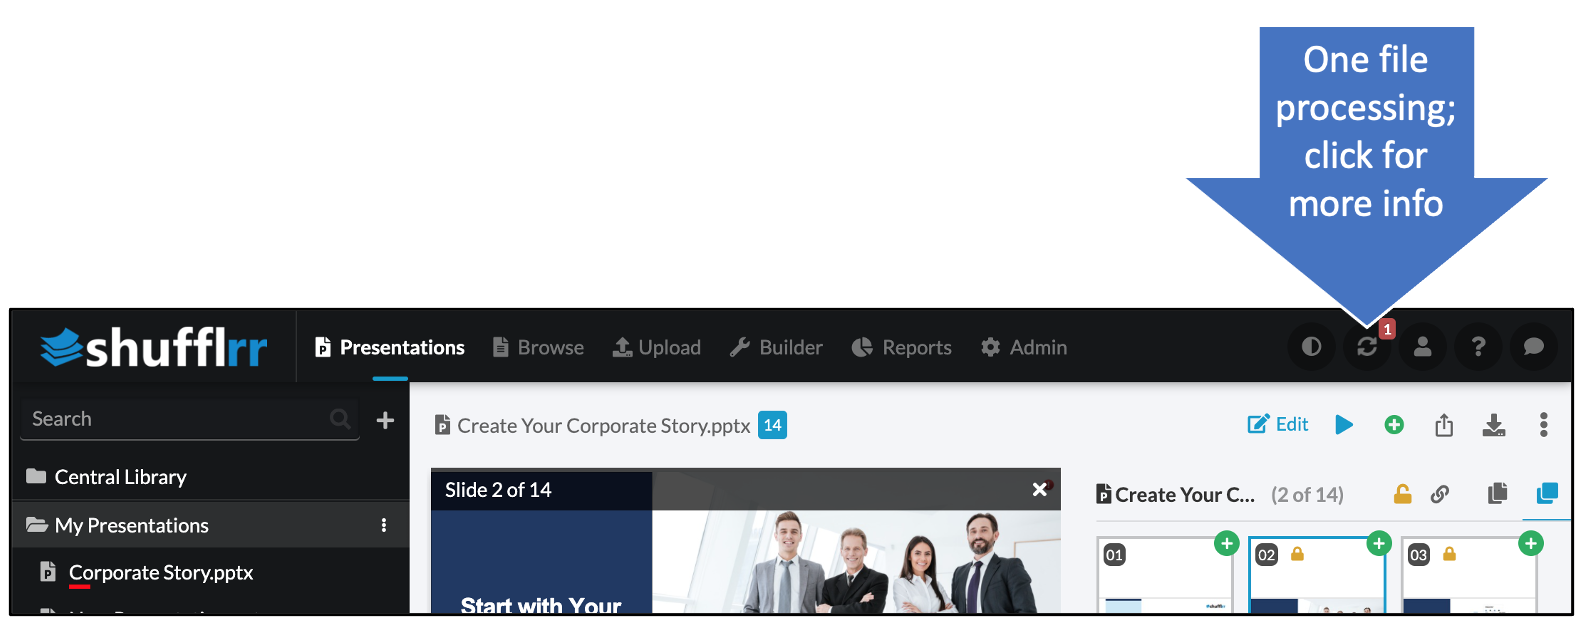 One file
processing;
click for
more info
shufflrr
Presentations
Browse
Upload
Builder
Reports
Admin
1
?
Search
Create Your Corporate Story.pptx 14
Edit
Central Library
Slide 2 of 14
Create Your C... (2 of 14)
My Presentations
01
02
03
Corporate Story.pptx
Start with Your